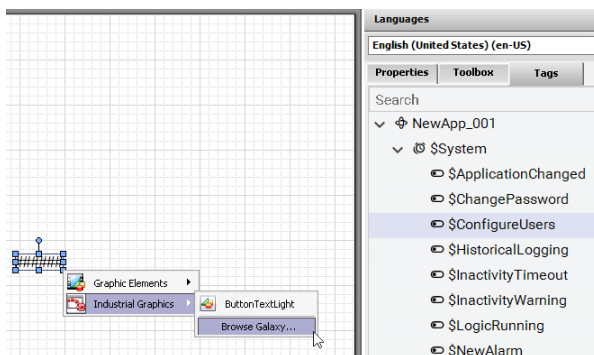 Languages
English (United States) (en-US)
Properties Toolbox Tags
Search
NewApp_001
$System
$ApplicationChanged
$ChangePassword
$ConfigureUsers
$HistoricalLogging
$InactivityTimeout
$InactivityWarning
$LogicRunning
$NewAlarm
########
Graphic Elements
Industrial Graphics
ButtonTextLight
Browse Galaxy...